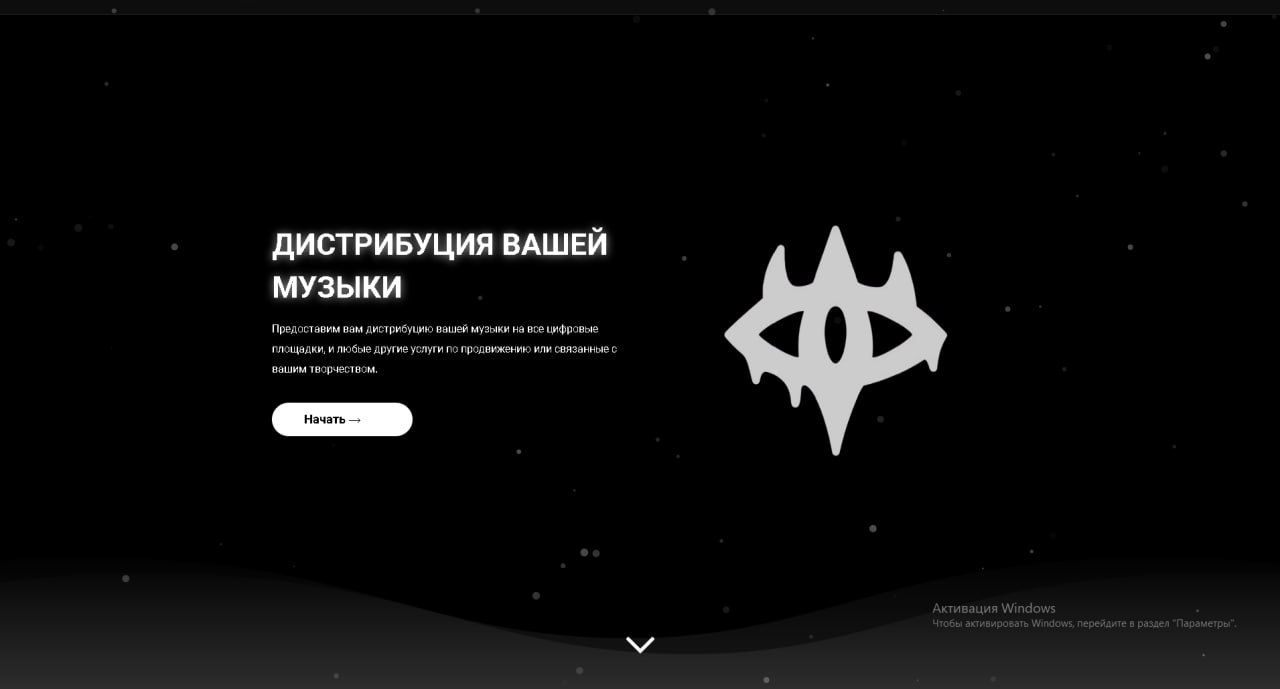 ДИСТРИБУЦИЯ ВАШЕЙ
МУЗЫКИ
Предоставим вам дистрибуцию вашей музыки на все цифровые
площадки, и любые другие услуги по продвижению или связанные с
вашим творчеством.
Начать →
Активация Windows
Чтобы активировать Windows, перейдите в раздел "Параметры".